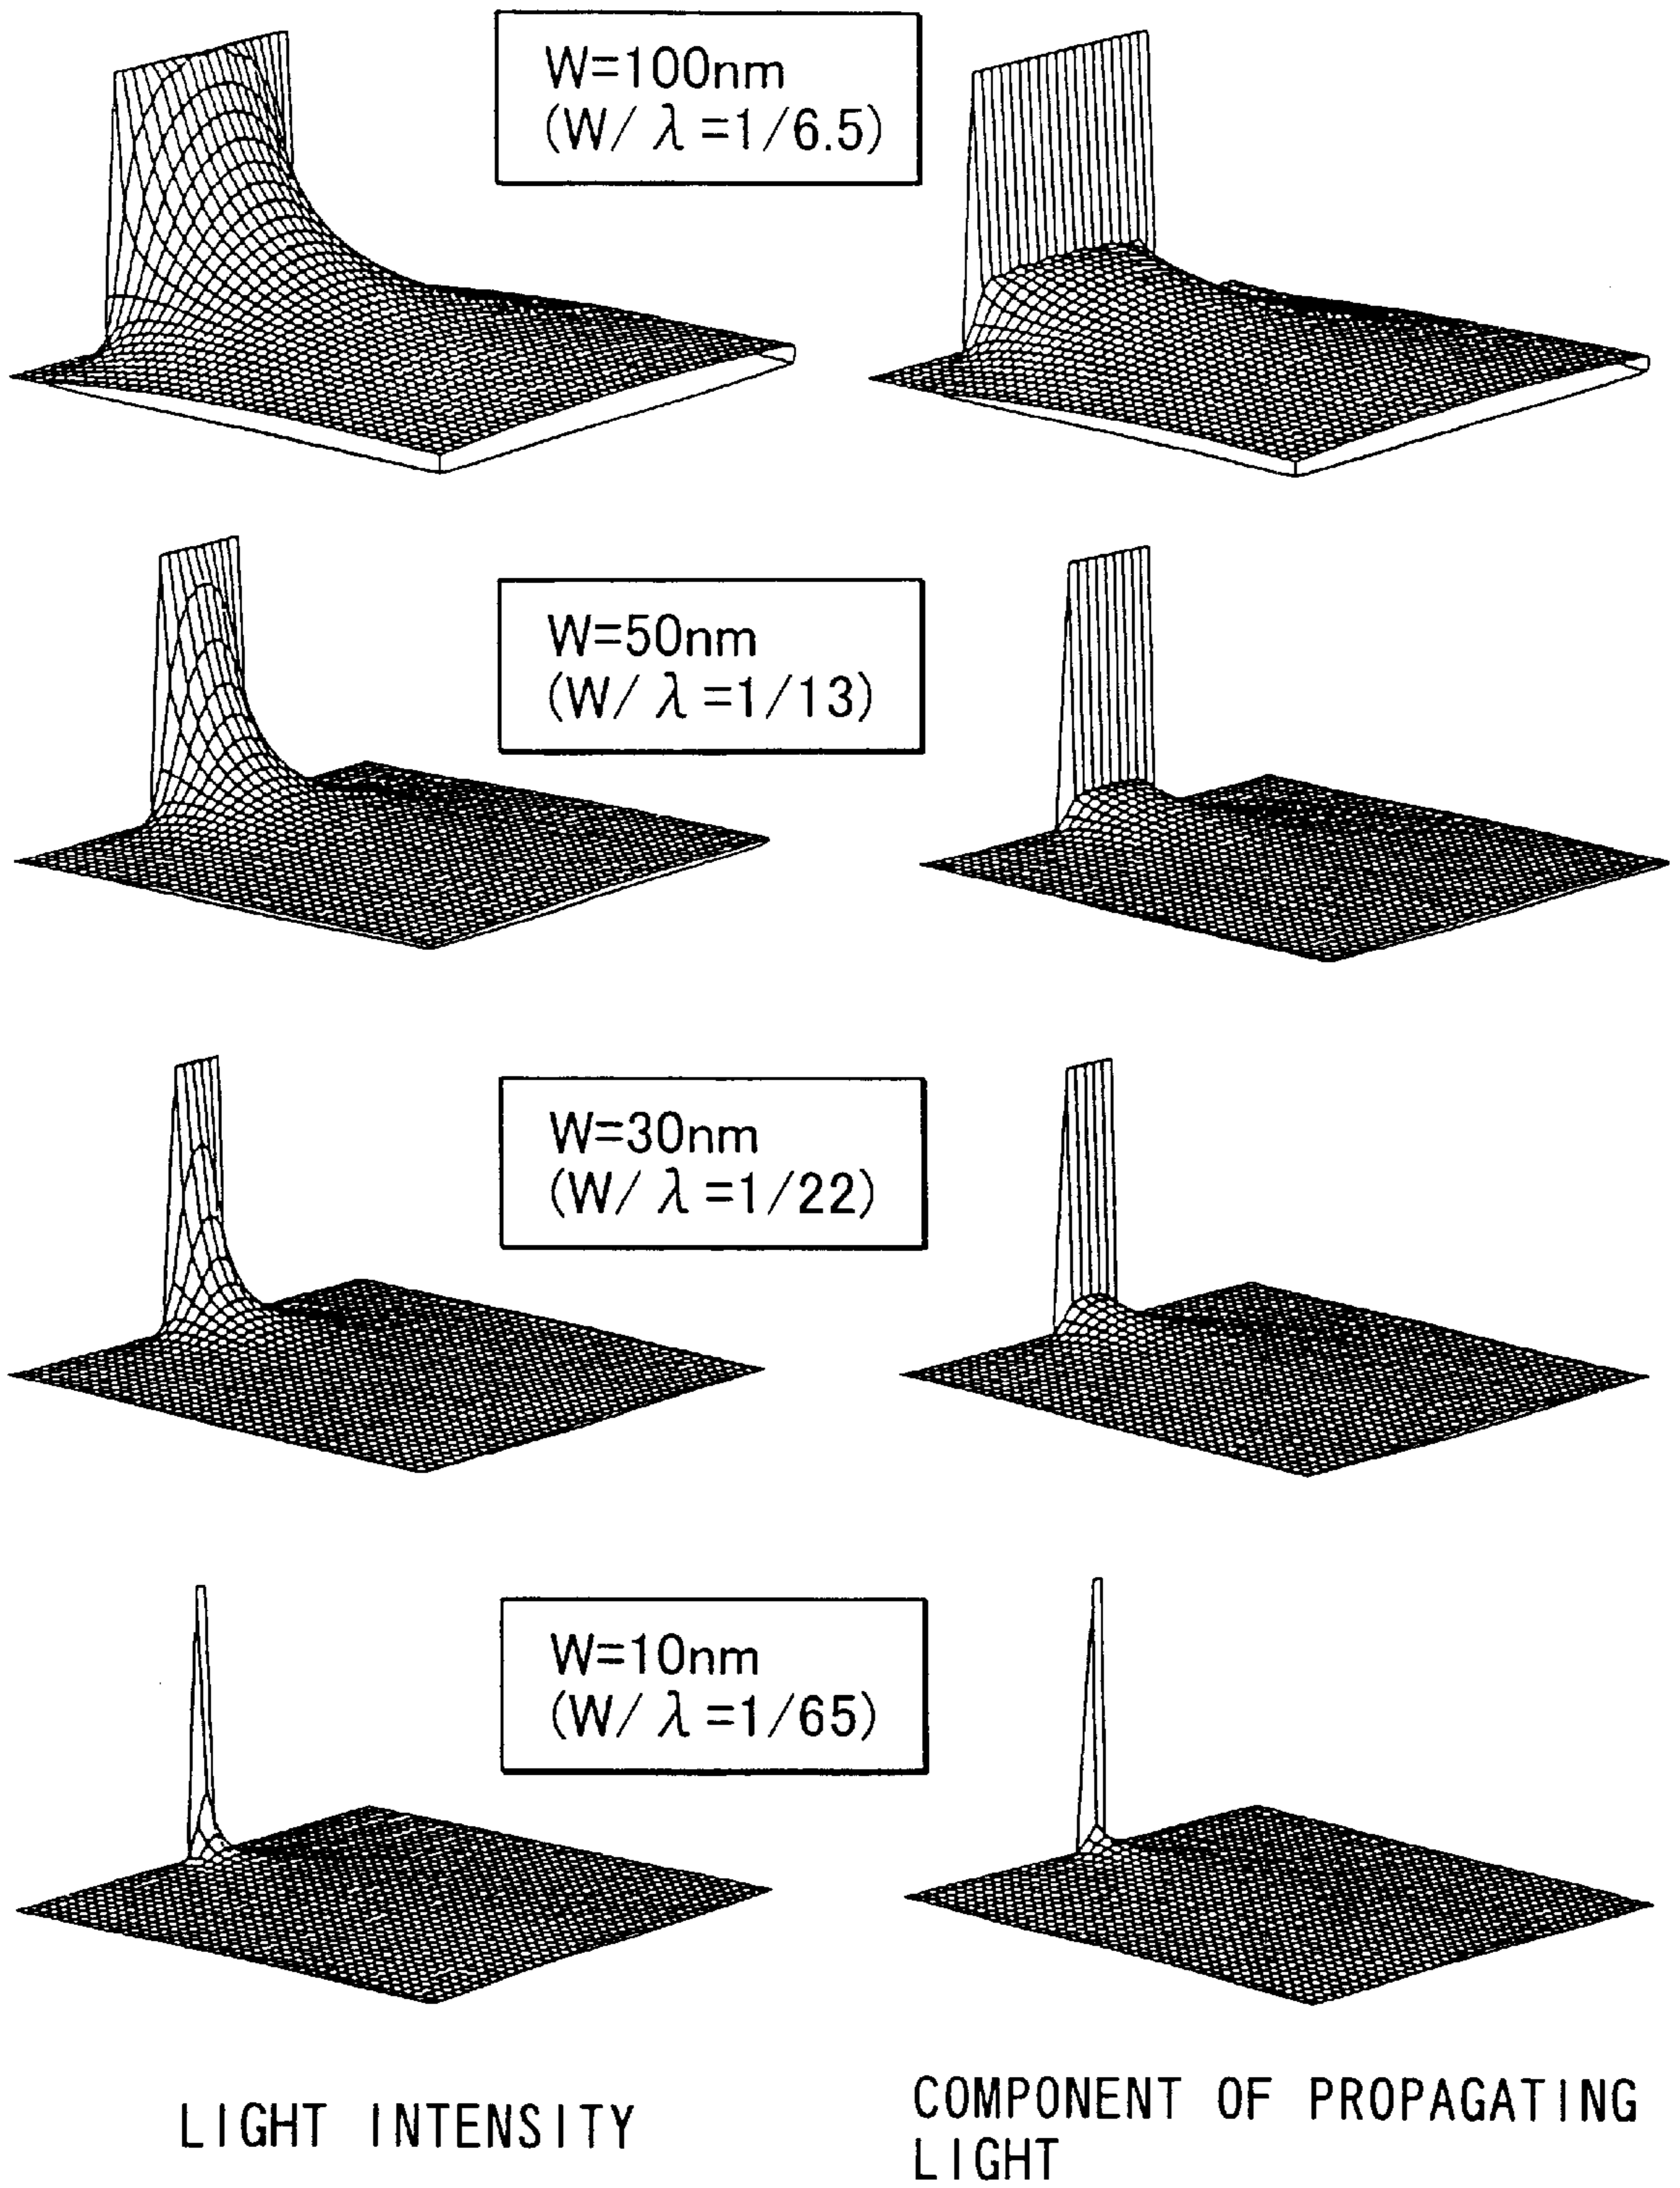 W=100nm
(W/λ=1/6.5)
W=50nm
(W/λ=1/13)
W=30nm
(W/λ=1/22)
W=10nm
(W/λ=1/65)
LIGHT INTENSITY
COMPONENT OF PROPAGATING
LIGHT